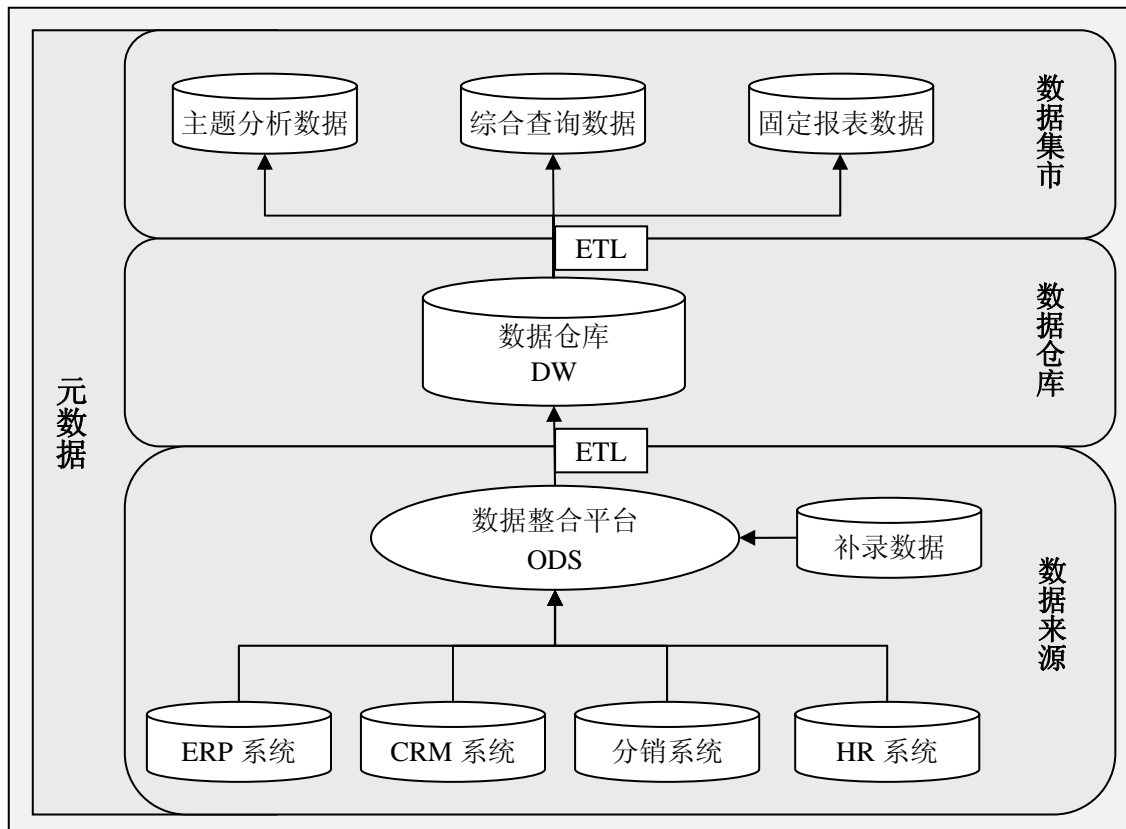 主题分析数据
综合查询数据
固定报表数据
数据集市
ETL
数据仓库
DW
数据仓库
元数据
ETL
数据整合平台
ODS
补录数据
数据来源
ERP 系统
CRM 系统
分销系统
HR 系统